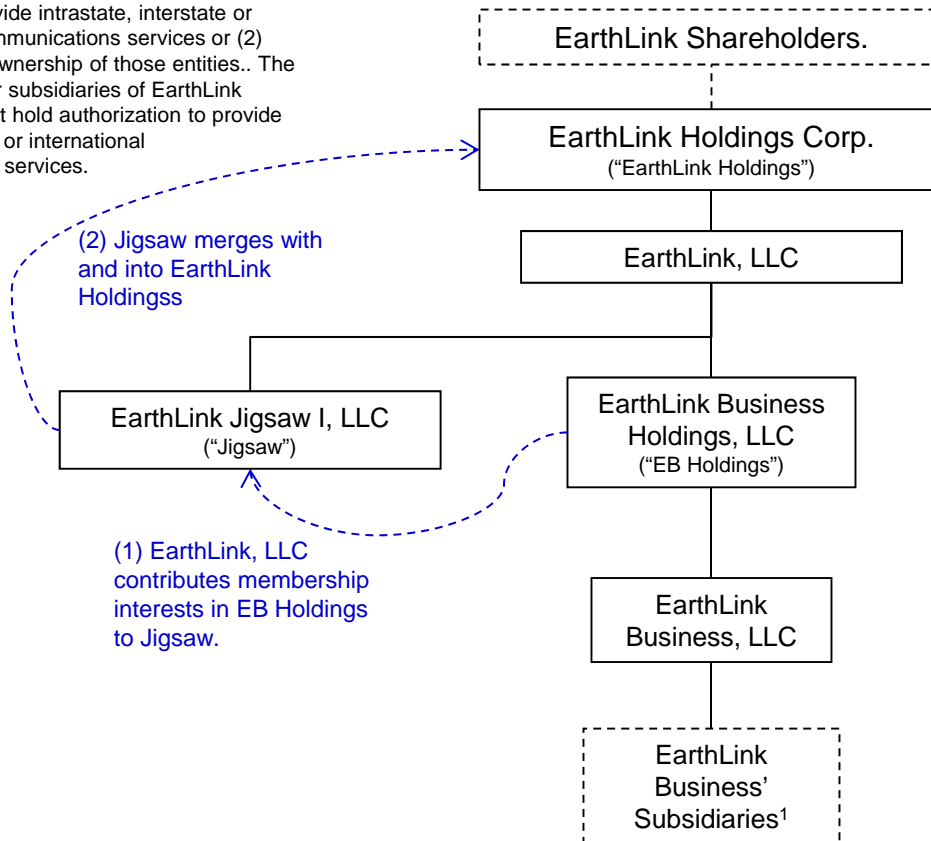 vide intrastate, interstate or
mmunications services or (2)
wnership of those entities.. The
r subsidiaries of EarthLink
t hold authorization to provide
or international
services.
EarthLink Shareholders.
EarthLink Holdings Corp.
(“EarthLink Holdings”)
(2) Jigsaw merges with
and into EarthLink
Holdingss
EarthLink, LLC
EarthLink Jigsaw I, LLC
(“Jigsaw”)
EarthLink Business
Holdings, LLC
(“EB Holdings”)
(1) EarthLink, LLC
contributes membership
interests in EB Holdings
to Jigsaw.
EarthLink
Business, LLC
EarthLink
Business’
Subsidiaries¹